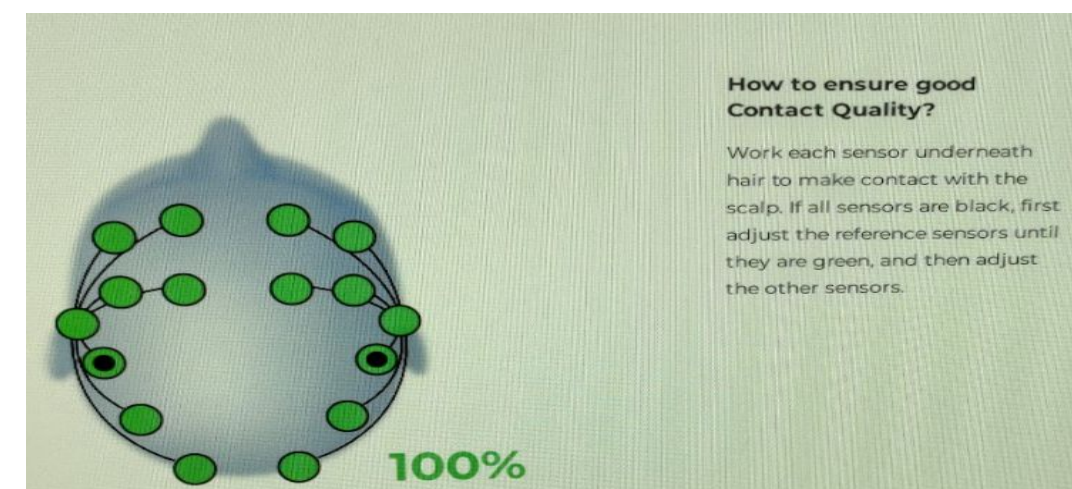 How to ensure good
Contact Quality?
Work each sensor underneath
hair to make contact with the
scalp. If all sensors are black, first
adjust the reference sensors until
they are green, and then adjust
the other sensors.
100%